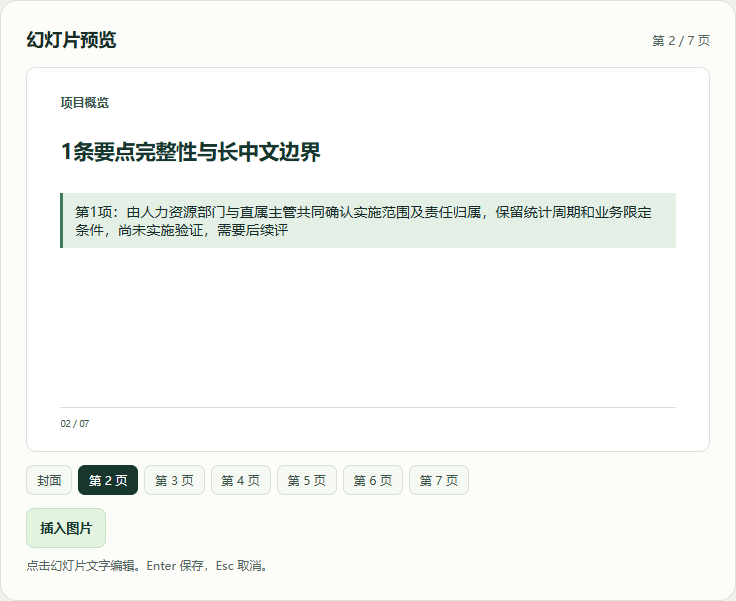 幻灯片预览
第 2 / 7 页
项目概览
1条要点完整性与长中文边界
第1项：由人力资源部门与直属主管共同确认实施范围及责任归属，保留统计周期和业务限定
条件，尚未实施验证，需要后续评
02 / 07
封面 第 2 页 第 3 页 第 4 页 第 5 页 第 6 页 第 7 页
插入图片
点击幻灯片文字编辑。Enter 保存，Esc 取消。